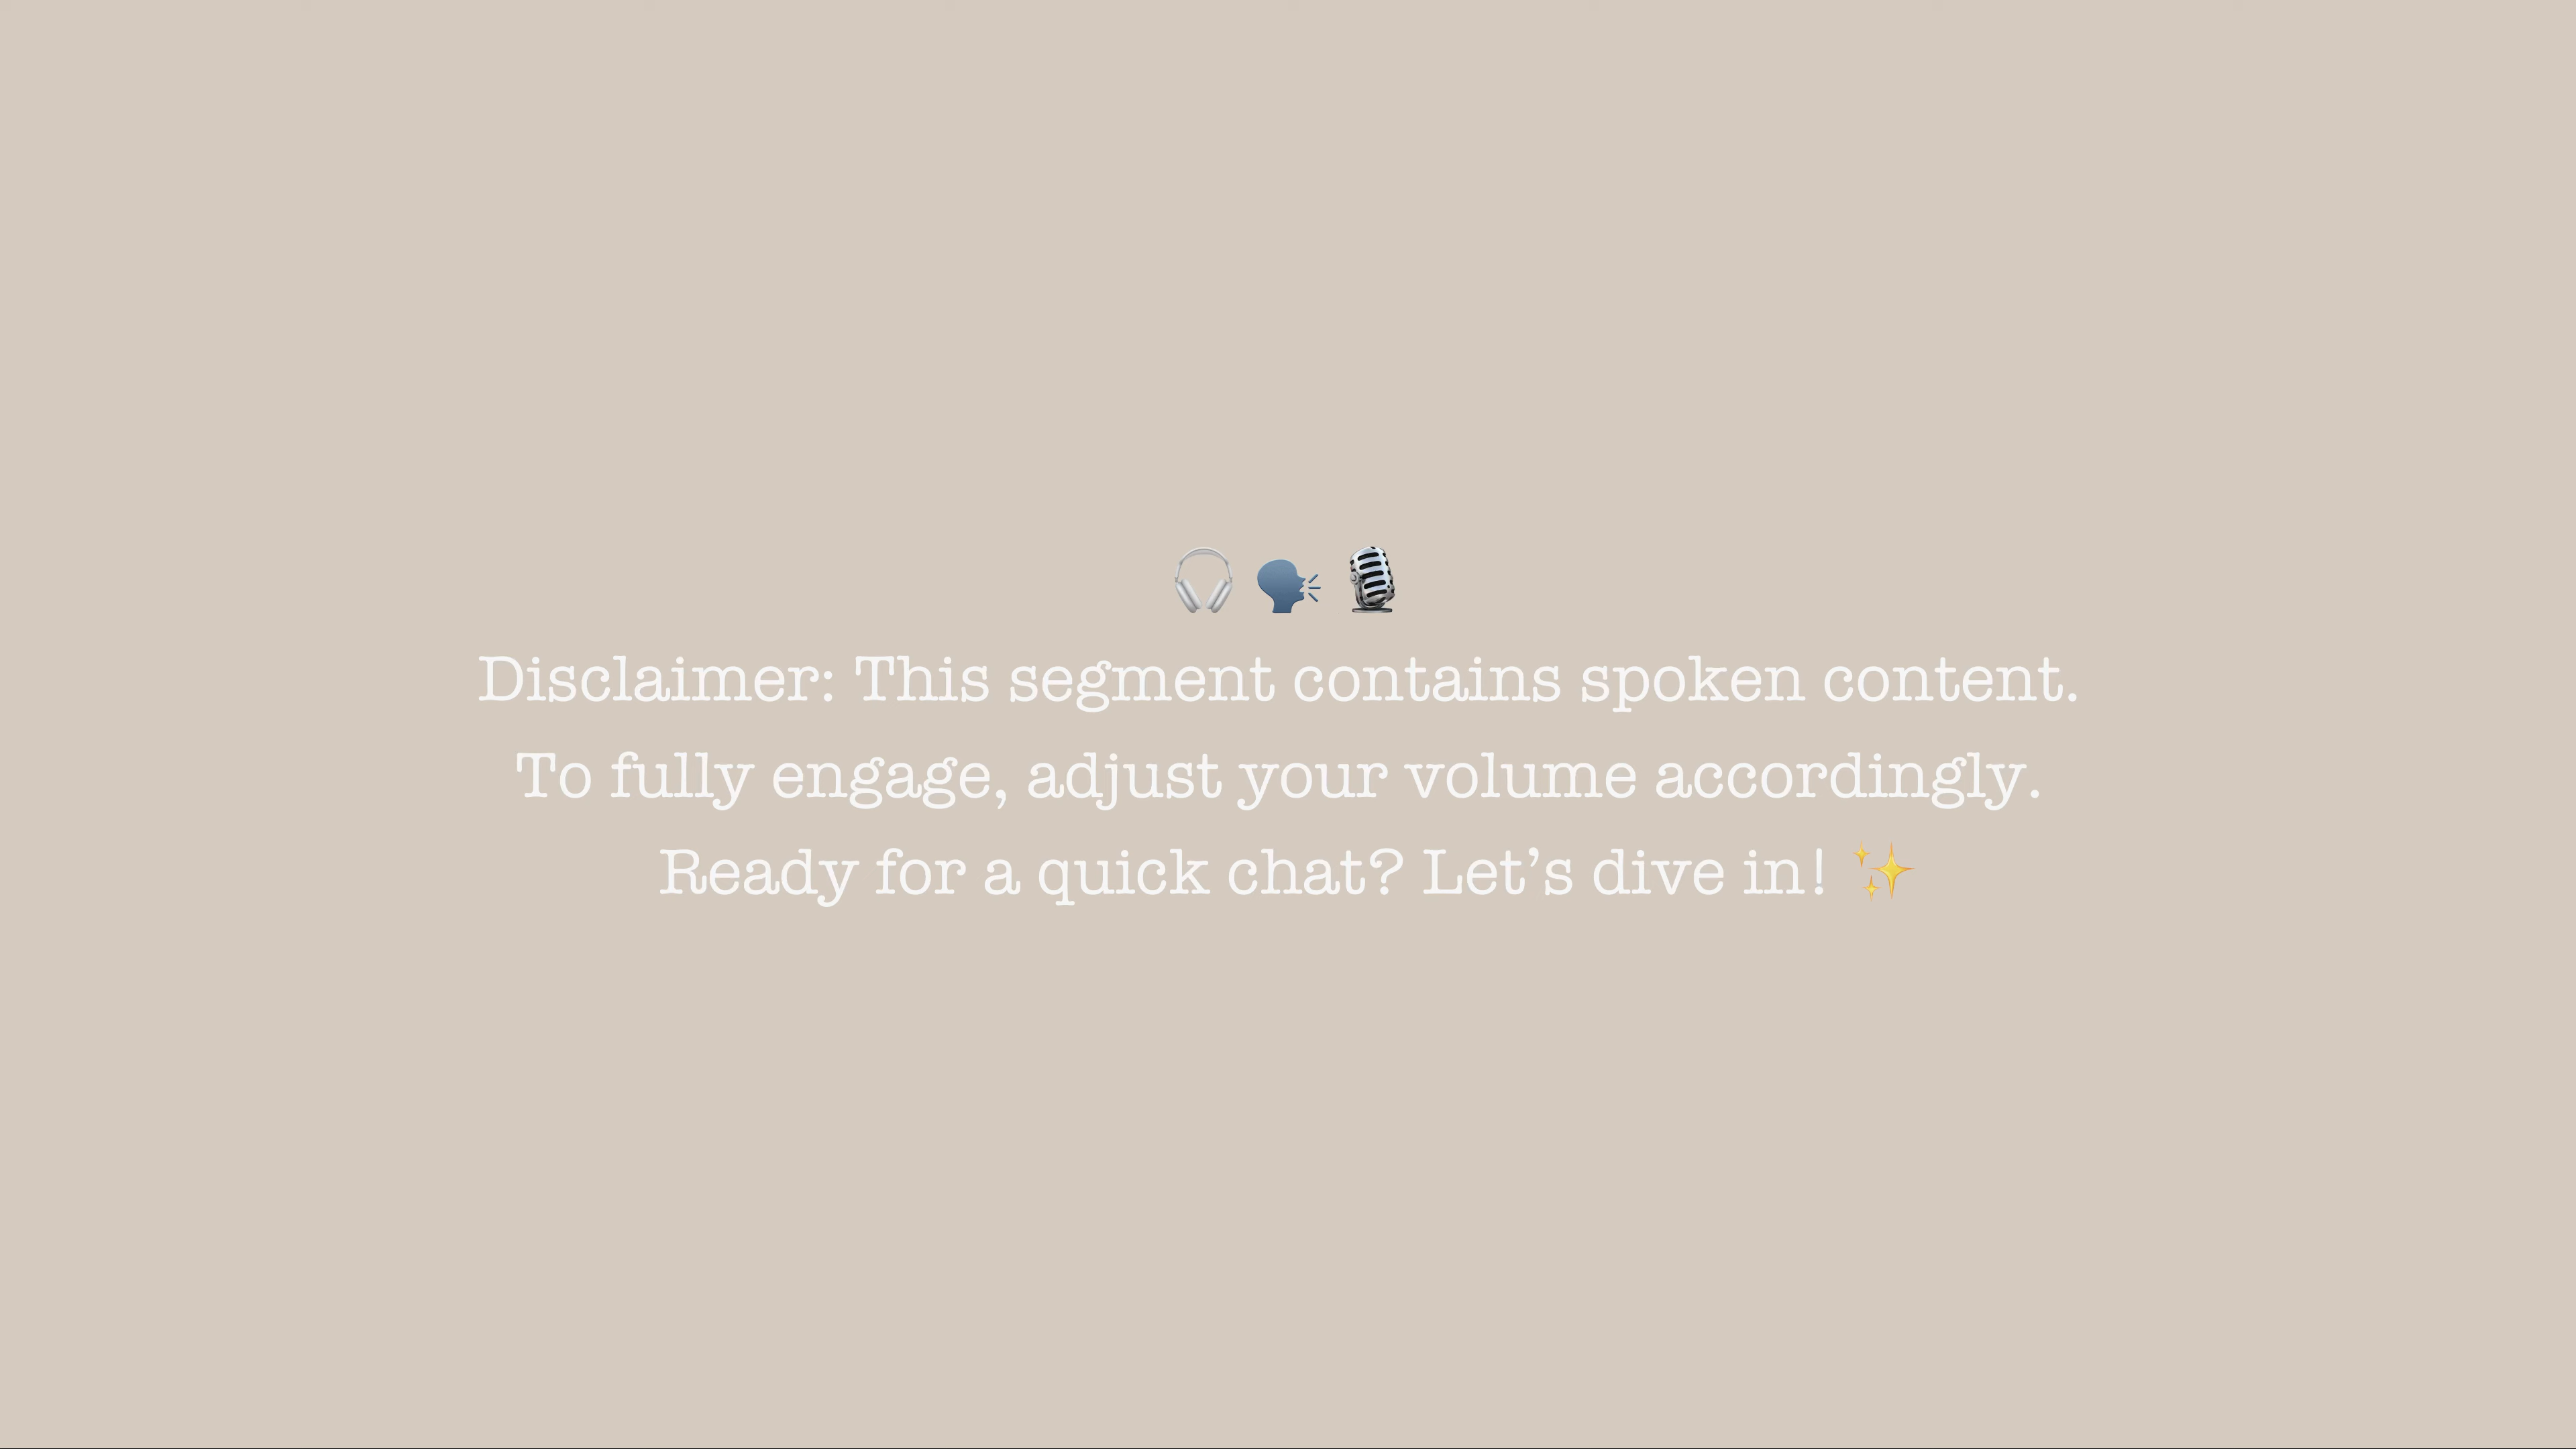 🎧 🗣️ 🎙️
Disclaimer: This segment contains spoken content.
To fully engage, adjust your volume accordingly.
Ready for a quick chat? Let’s dive in! ✨